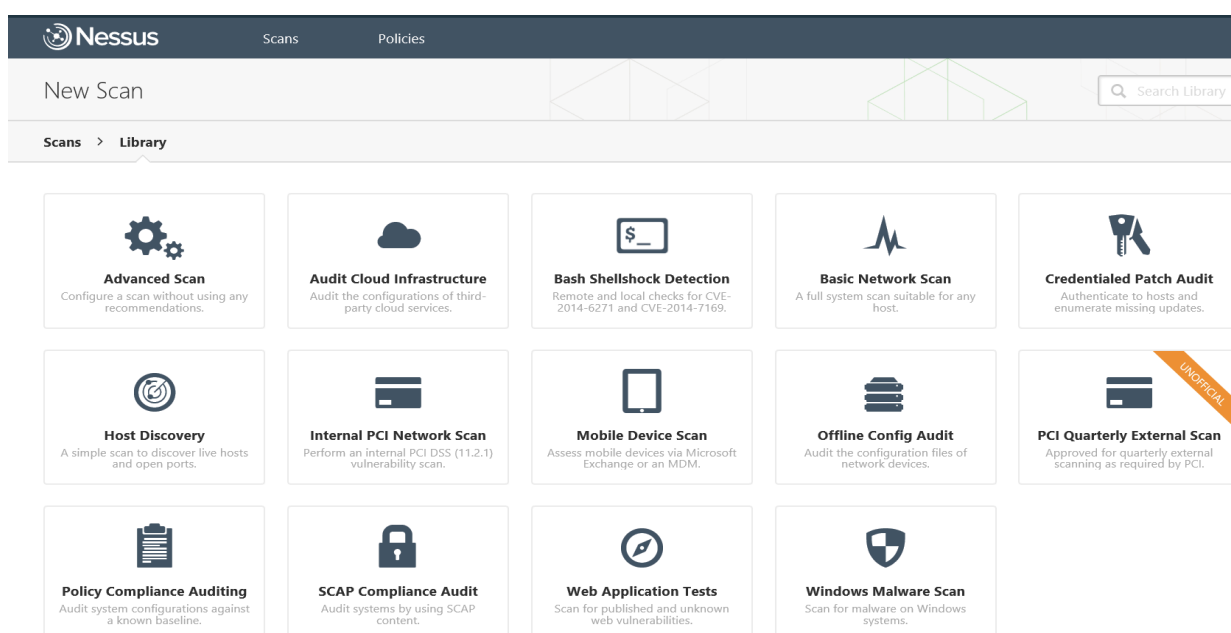 Nessus
Scans
Policies
New Scan
Search Library
Scans > Library
Advanced Scan
Configure a scan without using any
recommendations.
Audit Cloud Infrastructure
Audit the configurations of third-
party cloud services.
$_
Bash Shellshock Detection
Remote and local checks for CVE-
2014-6271 and CVE-2014-7169.
Basic Network Scan
A full system scan suitable for any
host.
Credentialed Patch Audit
Authenticate to hosts and
enumerate missing updates.
Host Discovery
A simple scan to discover live hosts
and open ports.
Internal PCI Network Scan
Perform an internal PCI DSS (11.2.1)
vulnerability scan.
Mobile Device Scan
Assess mobile devices via Microsoft
Exchange or an MDM.
Offline Config Audit
Audit the configuration files of
network devices.
UNOFFICIAL
PCI Quarterly External Scan
Approved for quarterly external
scanning as required by PCI.
Policy Compliance Auditing
Audit system configurations against
a known baseline.
SCAP Compliance Audit
Audit systems by using SCAP
content.
Web Application Tests
Scan for published and unknown
web vulnerabilities.
Windows Malware Scan
Scan for malware on Windows
systems.